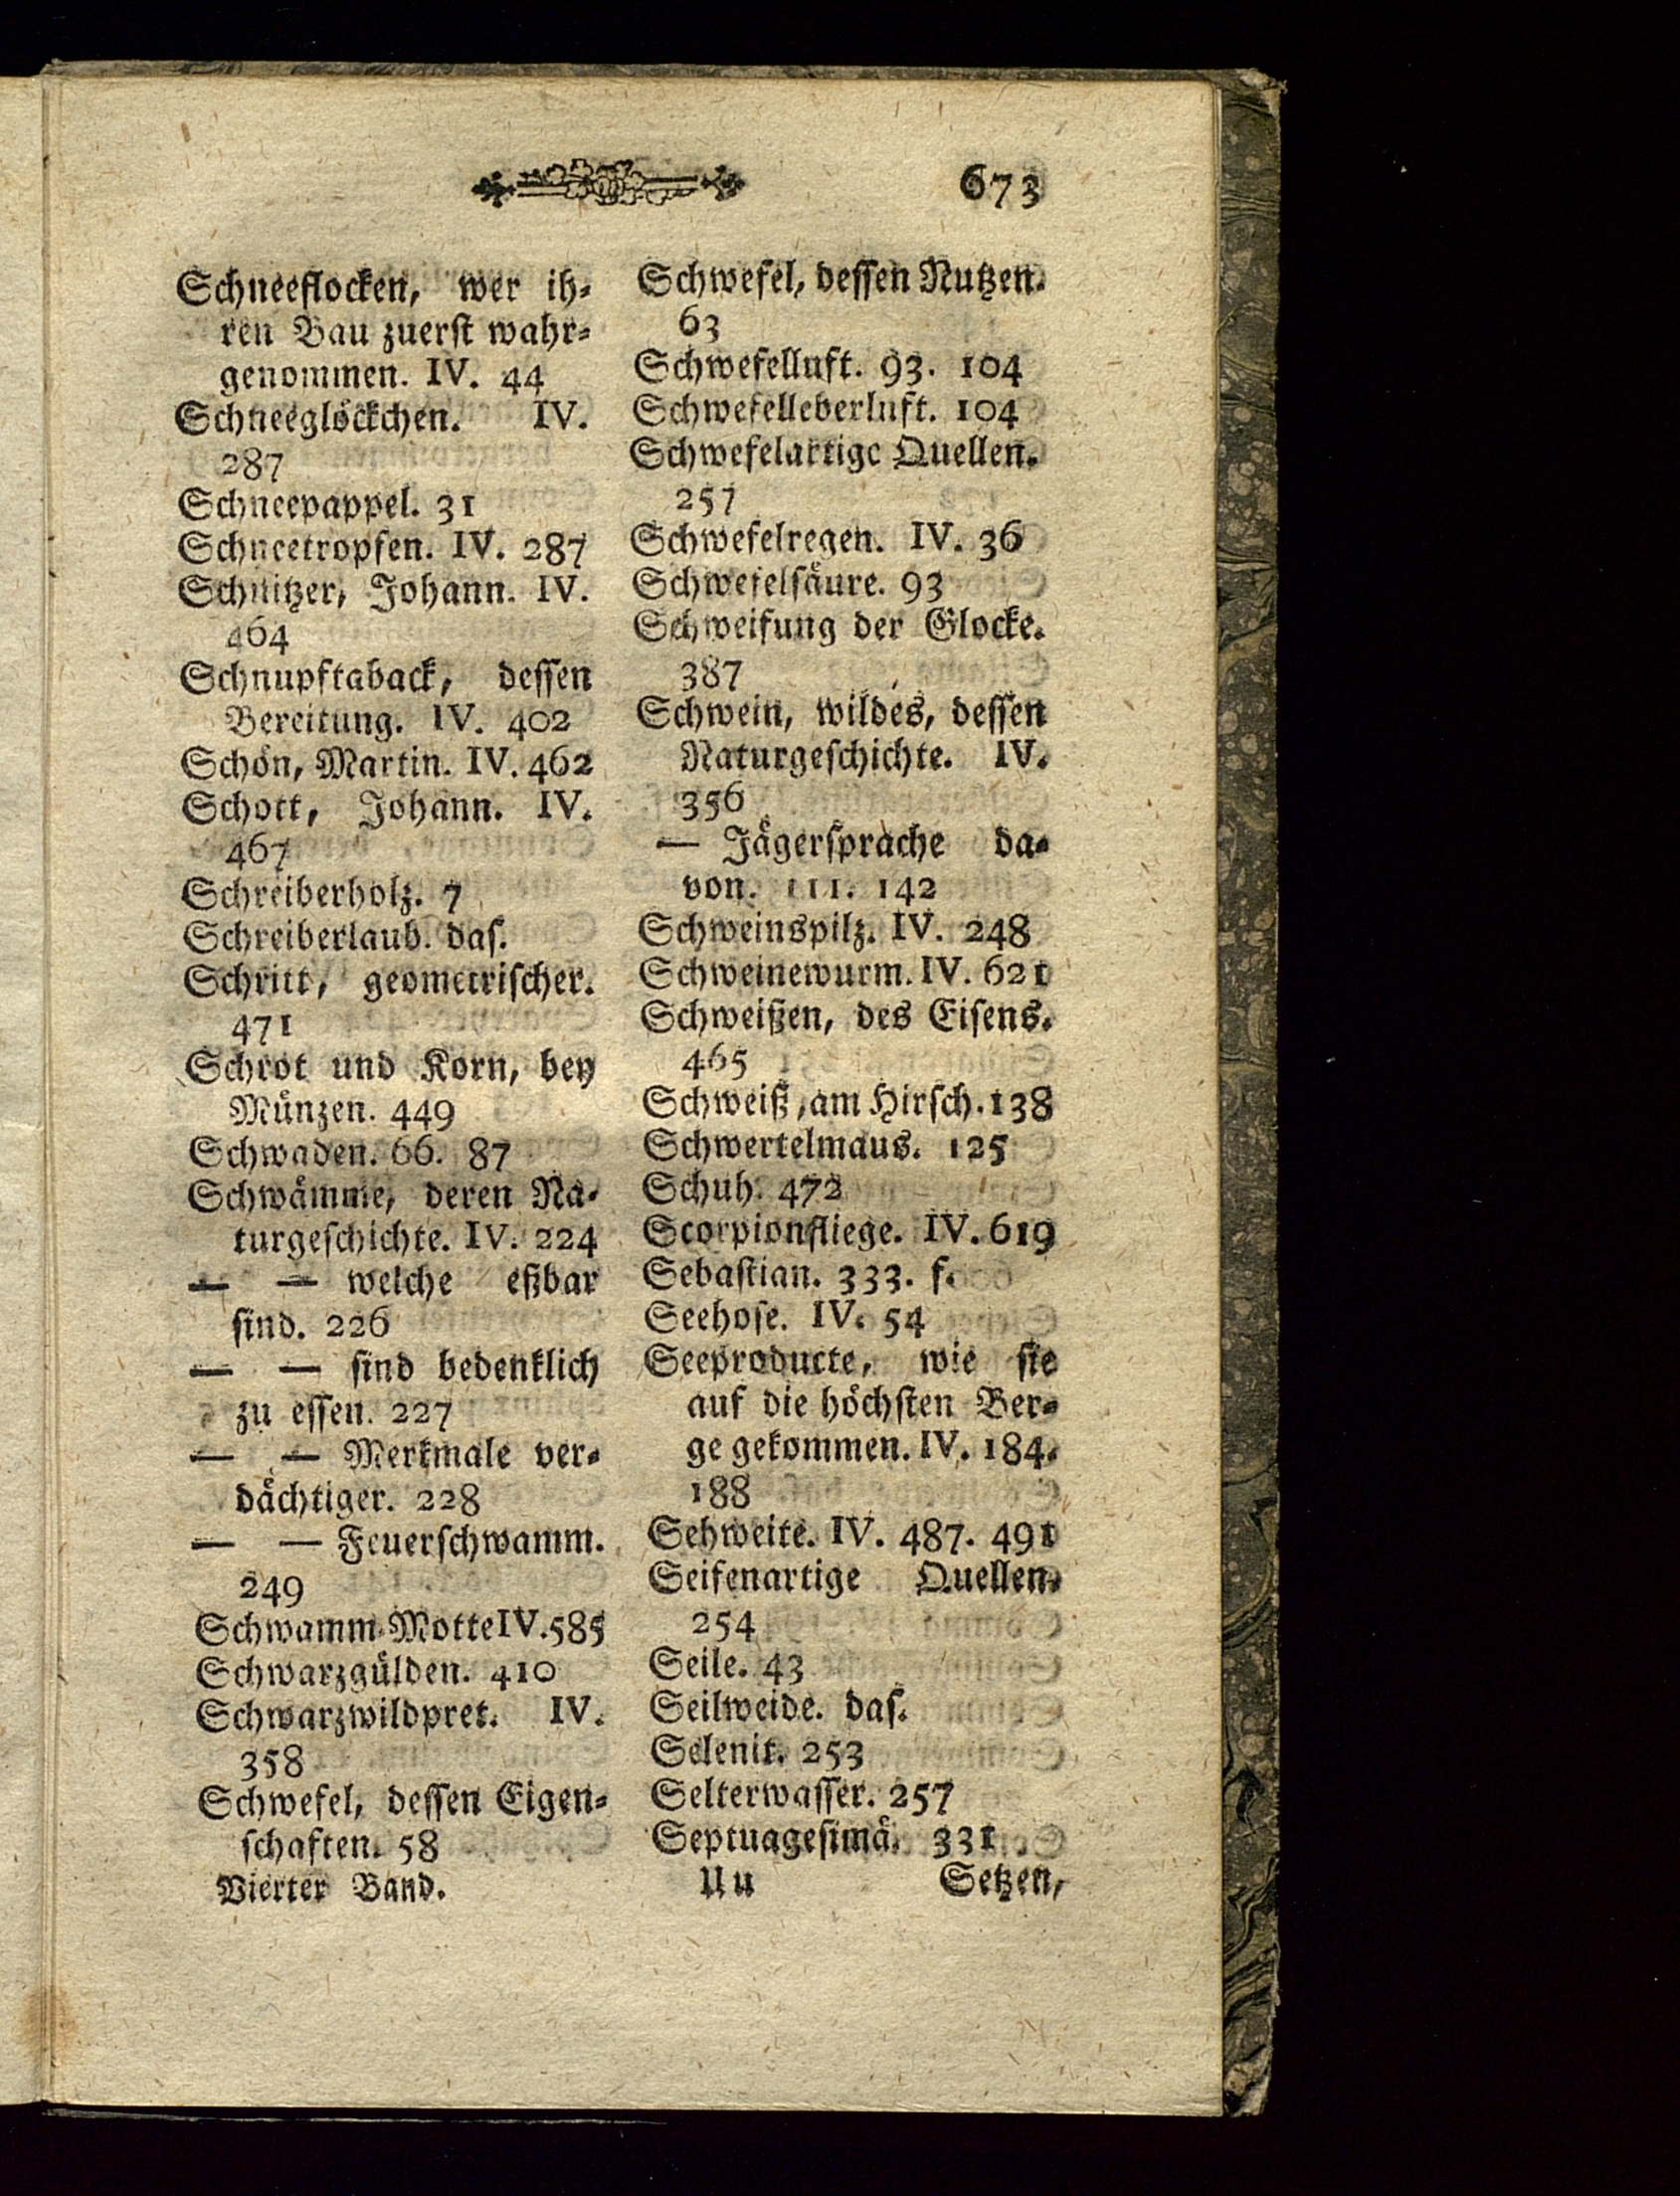 673
Schneeflocken, wer ih-
ren Bau zuerst wahr-
genommen. IV. 44
Schneeglöckchen. IV.
287
Schneepappel. 31
Schneetropfen. IV. 287
Schnitzer, Johann. IV.
464
Schnupftaback, dessen
Bereitung. IV. 402
Schön, Martin. IV. 462
Schott, Johann. IV.
467
Schreiberholz. 7
Schreiberlaub. das.
Schritt, geometrischer.
471
Schrot und Korn, bey
Münzen. 449
Schwaden. 66. 87
Schwämme, deren Na-
turgeschichte. IV. 224
— — welche eßbar
sind. 226
— — sind bedenklich
zu essen. 227
— — Merkmale ver-
dächtiger. 228
— — Feuerschwamm.
249
Schwamm-Motte IV. 585
Schwarzgülden. 410
Schwarzwildpret. IV.
358
Schwefel, dessen Eigen-
schaften. 58
Vierter Band.
Schwefel, dessen Nutzen.
63
Schwefelluft. 93. 104
Schwefelleberluft. 104
Schwefelartige Quellen.
257
Schwefelregen. IV. 36
Schwefelsäure. 93
Schweifung der Glocke.
387
Schwein, wildes, dessen
Naturgeschichte. IV.
356
— Jägersprache da-
von. III. 142
Schweinspilz. IV. 248
Schweinewurm. IV. 621
Schweißen, des Eisens.
465
Schweiß, am Hirsch. 138
Schwertelmaus. 125
Schuh. 472
Scorpionfliege. IV. 619
Sebastian. 333. f.
Seehose. IV. 54
Seeproducte, wie sie
auf die höchsten Ber-
ge gekommen. IV. 184.
188
Sehweite. IV. 487. 491
Seifenartige Quellen.
254
Seile. 43
Seilweide. das.
Selenit. 253
Selterwasser. 257
Septuagesimä. 331
Uu Setzen,